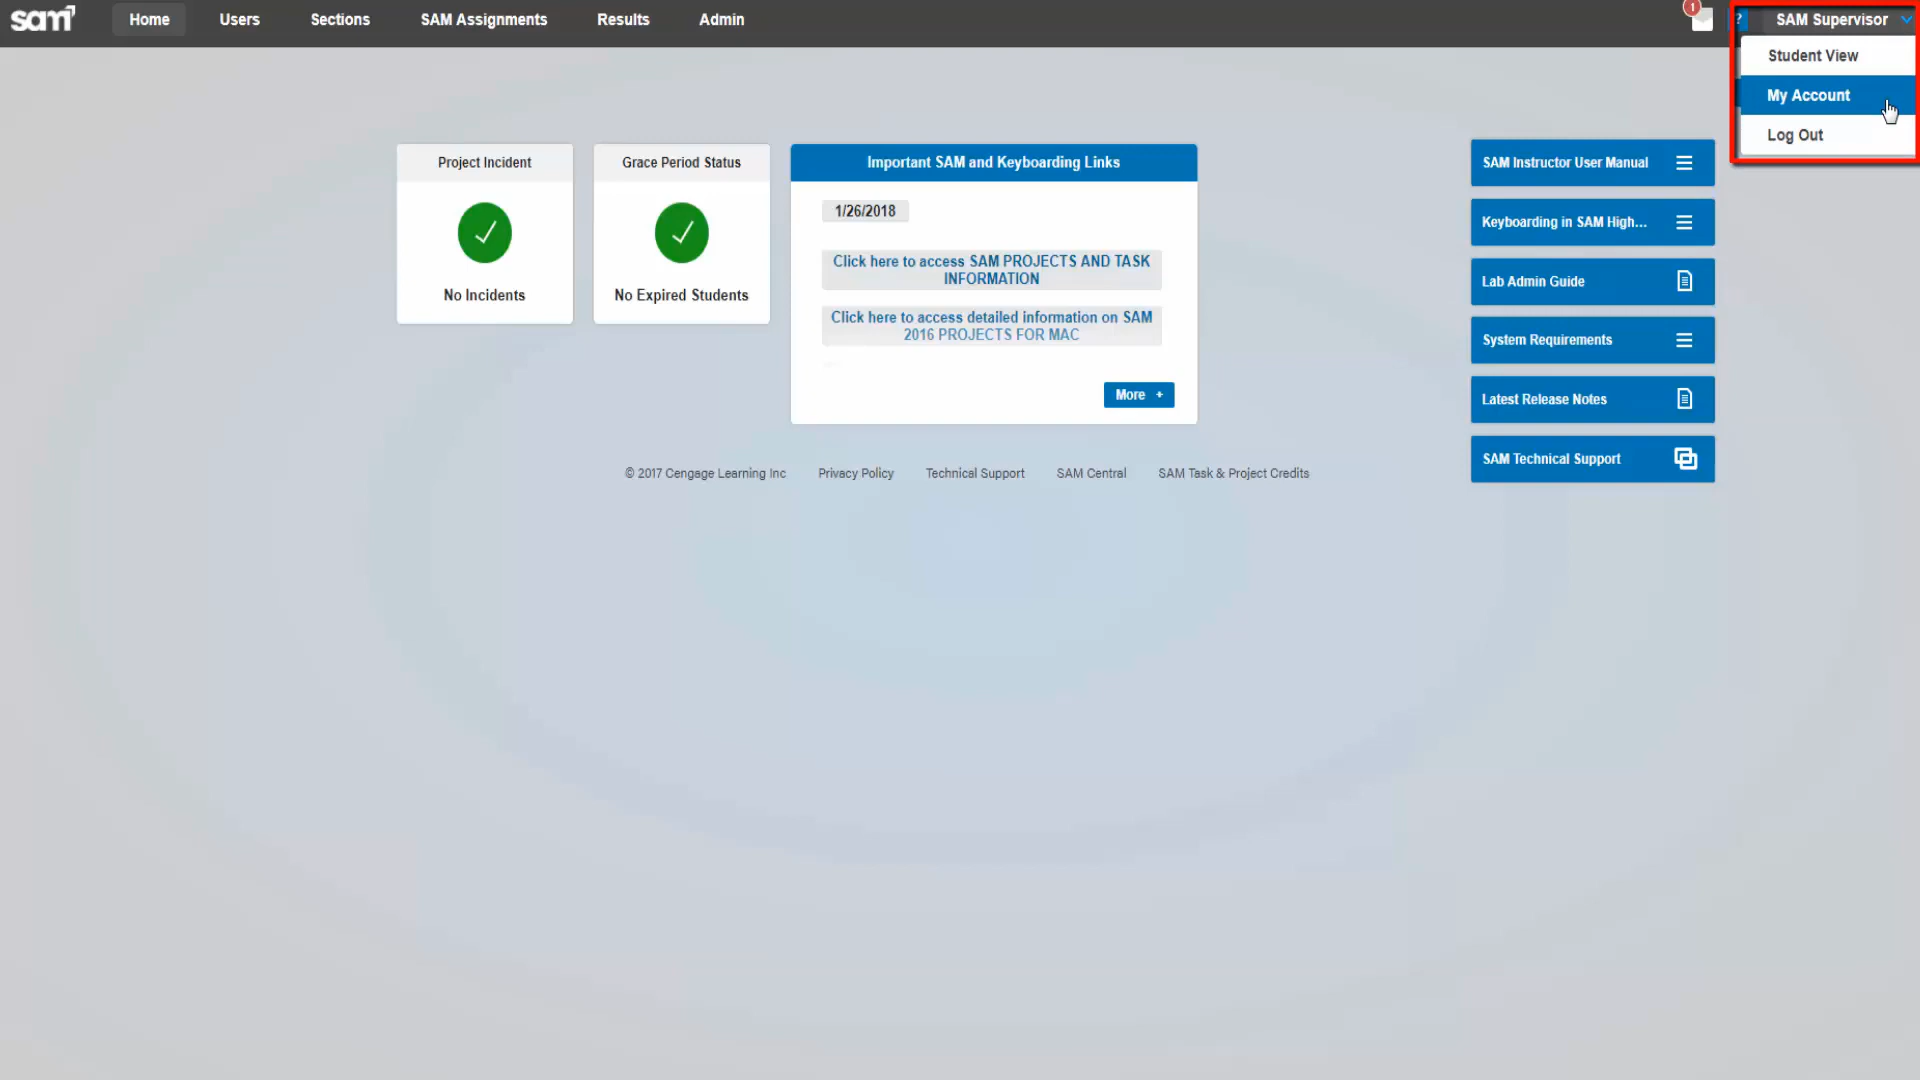 sam
Home
Users
Sections
SAM Assignments
Results
Admin
1
?
SAM Supervisor
Student View
My Account
Log Out
Project Incident
No Incidents
Grace Period Status
No Expired Students
Important SAM and Keyboarding Links
1/26/2018
Click here to access SAM PROJECTS AND TASK
INFORMATION
Click here to access detailed information on SAM
2016 PROJECTS FOR MAC
More +
SAM Instructor User Manual
Keyboarding in SAM High...
Lab Admin Guide
System Requirements
Latest Release Notes
SAM Technical Support
© 2017 Cengage Learning Inc
Privacy Policy
Technical Support
SAM Central
SAM Task & Project Credits